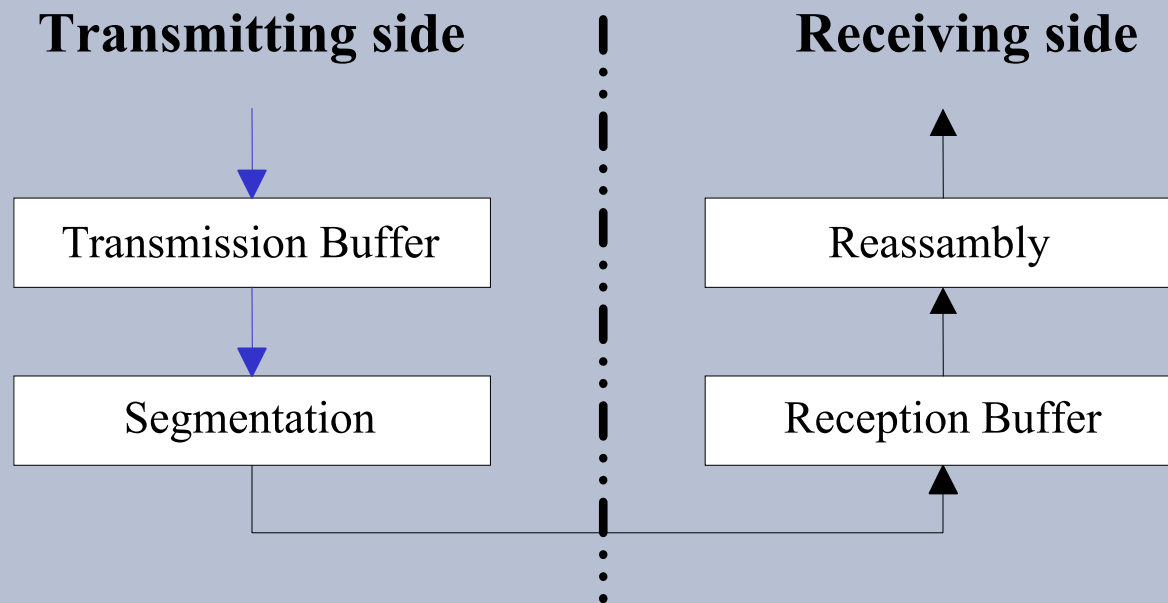 Transmitting side
Receiving side
Transmission Buffer
Reassambly
Segmentation
Reception Buffer